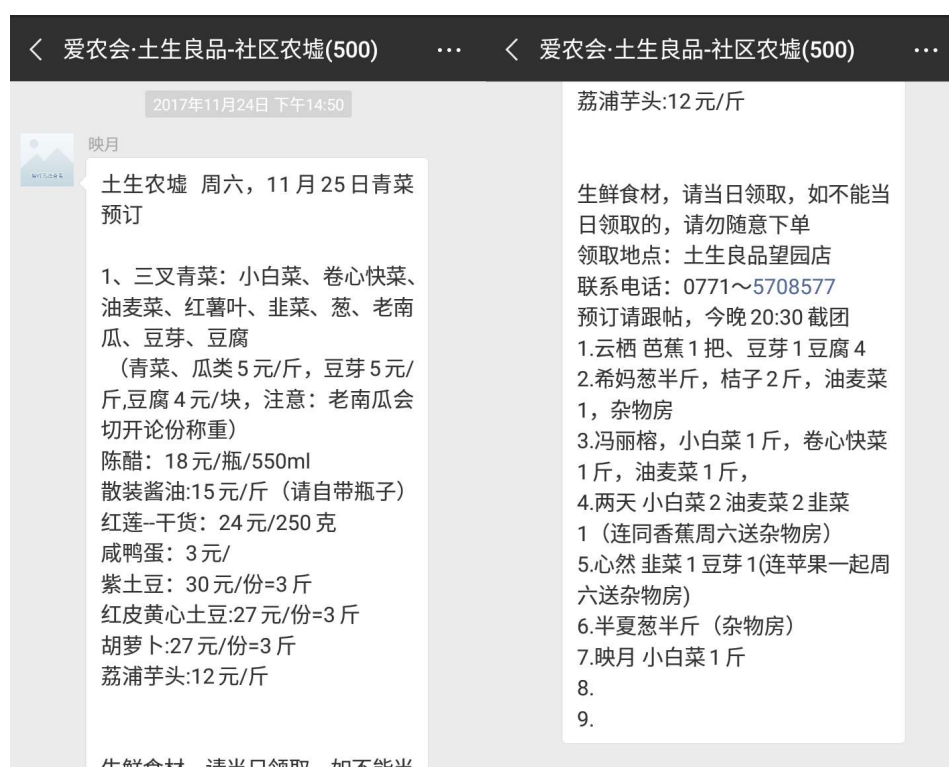 爱农会·土生良品-社区农墟(500)
2017年11月24日 下午14:50
映月
土生农墟 周六，11月25日青菜
预订
1、三叉青菜：小白菜、卷心快菜、
油麦菜、红薯叶、韭菜、葱、老南
瓜、豆芽、豆腐
（青菜、瓜类5元/斤，豆芽5元/
斤,豆腐4元/块，注意：老南瓜会
切开论份称重）
陈醋：18元/瓶/550ml
散装酱油:15元/斤（请自带瓶子）
红莲--干货：24元/250克
咸鸭蛋：3元/
紫土豆：30元/份=3斤
红皮黄心土豆:27元/份=3斤
胡萝卜:27元/份=3斤
荔浦芋头:12元/斤
生鲜食材，请当日领取，如不能当
爱农会·土生良品-社区农墟(500)
荔浦芋头:12元/斤
生鲜食材，请当日领取，如不能当
日领取的，请勿随意下单
领取地点：土生良品望园店
联系电话：0771～5708577
预订请跟帖，今晚20:30截团
1.云栖 芭蕉1把、豆芽1豆腐4
2.希妈葱半斤，桔子2斤，油麦菜
1，杂物房
3.冯丽榕，小白菜1斤，卷心快菜
1斤，油麦菜1斤，
4.两天 小白菜2油麦菜2韭菜
1（连同香蕉周六送杂物房）
5.心然 韭菜1豆芽1(连苹果一起周
六送杂物房)
6.半夏葱半斤（杂物房）
7.映月 小白菜1斤
8.
9.